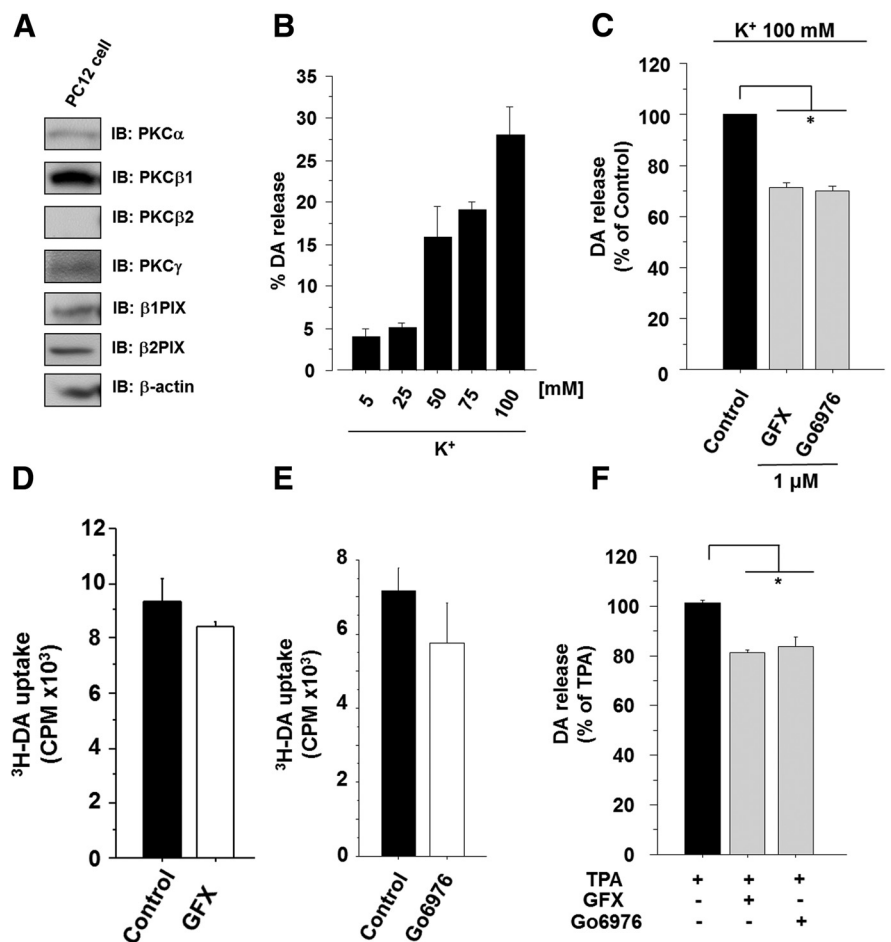 A
PC12 cell
IB: PKCα
IB: PKCβ1
IB: PKCβ2
IB: PKCγ
IB: β1PIX
IB: β2PIX
IB: β-actin
B
% DA release
35
30
25
20
15
10
5
0
5 25 50 75 100 [mM]
K⁺
C
K⁺ 100 mM
DA release
(% of Control)
120
100
80
60
40
20
0
*
Control GFX Go6976
1 µM
D
³H-DA uptake
(CPM x10³)
12
10
8
6
4
2
0
Control GFX
E
³H-DA uptake
(CPM x10³)
8
6
4
2
0
Control Go6976
F
DA release
(% of TPA)
120
100
80
60
40
20
0
*
TPA + + +
GFX - + -
Go6976 - - +